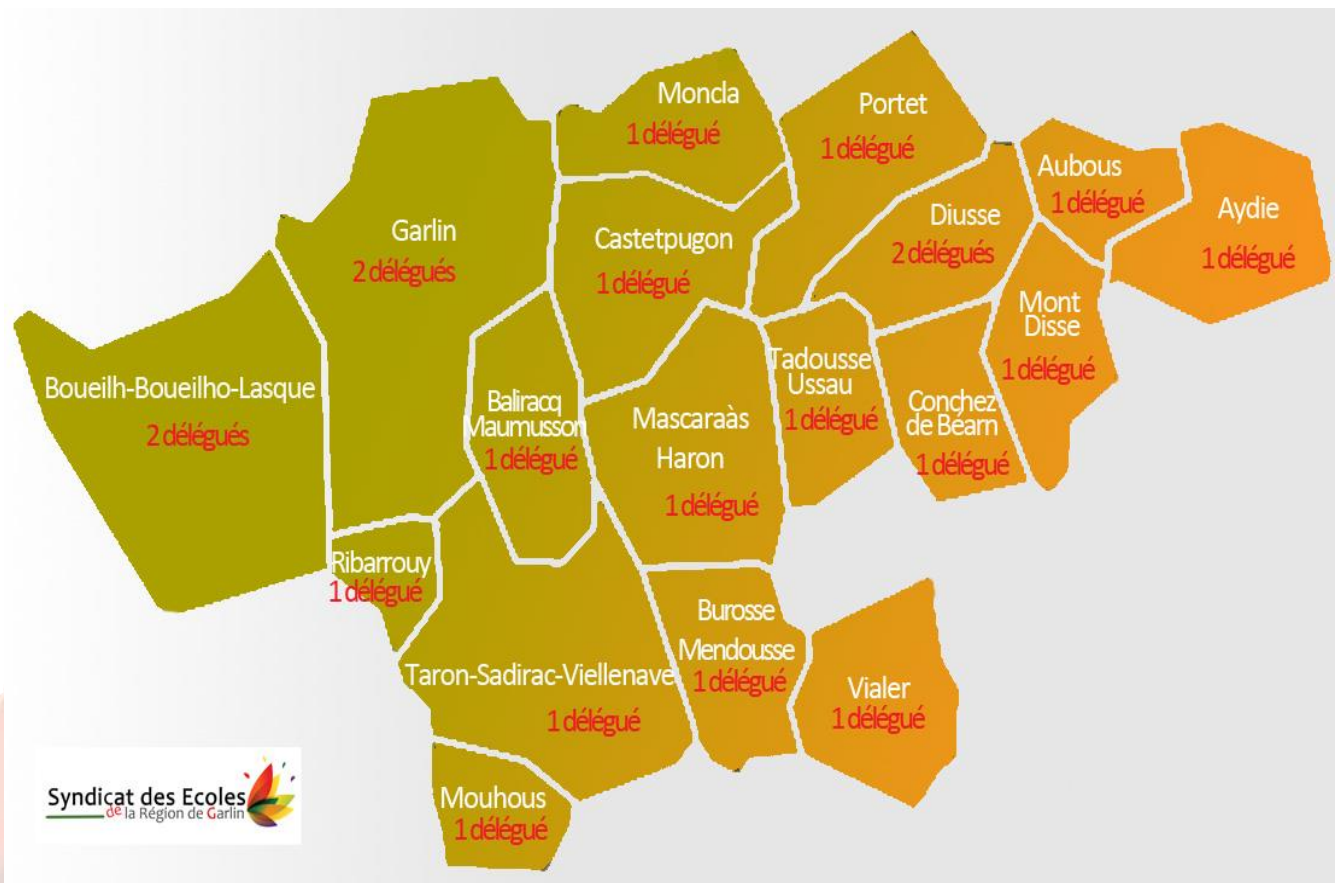 Moncla
1 délégué
Portet
1 délégué
Aubous
1 délégué
Aydie
1 délégué
Garlin
2 délégués
Castetpugon
1 délégué
Diusse
2 délégués
Mont
Disse
1 délégué
Boueilh-Boueilho-Lasque
2 délégués
Baliracq
Maumusson
1 délégué
Mascaraàs
Haron
1 délégué
Tadousse
Ussau
1 délégué
Conchez
de Béarn
1 délégué
Ribarrouy
1 délégué
Taron-Sadirac-Viellenave
1 délégué
Burosse
Mendousse
1 délégué
Vialer
1 délégué
Mouhous
1 délégué
Syndicat des Ecoles
de la Région de Garlin